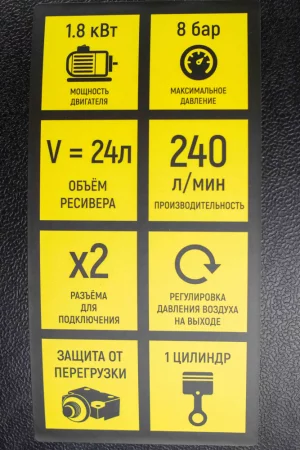 1.8 кВт
МОЩНОСТЬ
ДВИГАТЕЛЯ
8 бар
МАКСИМАЛЬНОЕ
ДАВЛЕНИЕ
V = 24л
ОБЪЁМ
РЕСИВЕРА
240
л/мин
ПРОИЗВОДИТЕЛЬНОСТЬ
x2
РАЗЪЁМА
ДЛЯ
ПОДКЛЮЧЕНИЯ
РЕГУЛИРОВКА
ДАВЛЕНИЯ ВОЗДУХА
НА ВЫХОДЕ
ЗАЩИТА ОТ
ПЕРЕГРУЗКИ
1 ЦИЛИНДР